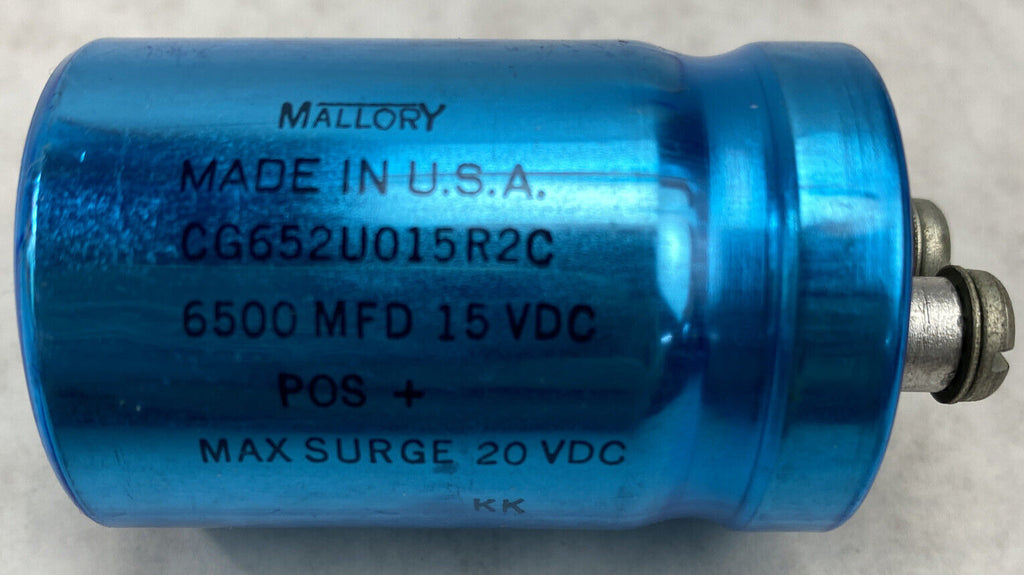 MALLORY
MADE IN U.S.A.
CG652U015R2C
6500 MFD 15 VDC
POS +
MAX SURGE 20 VDC
KK